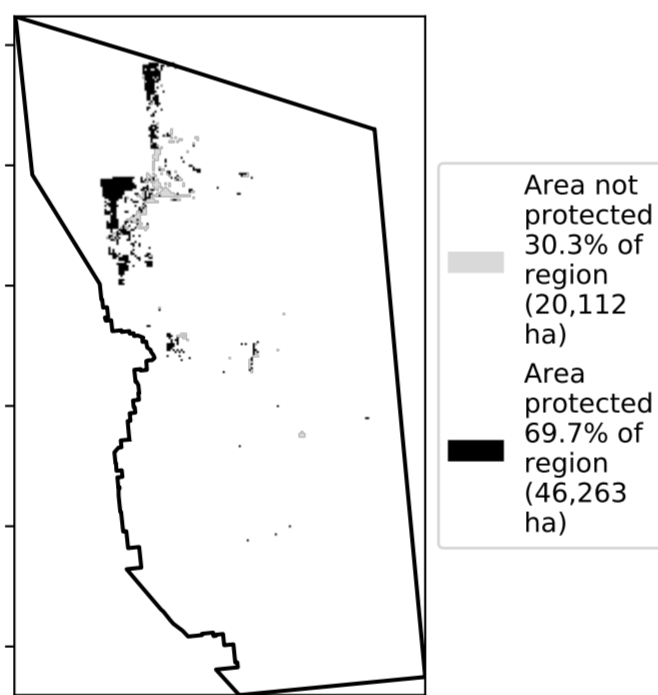 Area not
protected
30.3% of
region
(20,112
ha)
Area
protected
69.7% of
region
(46,263
ha)